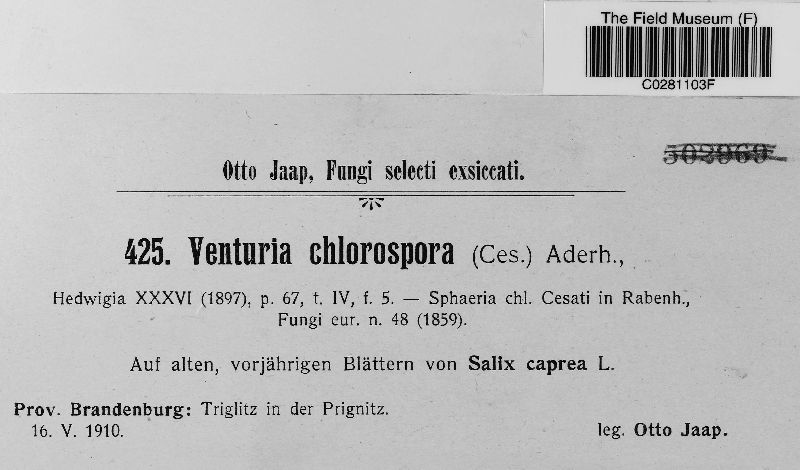 The Field Museum (F)
C0281103F
Otto Jaap, Fungi selecti exsiccati.
425. Venturia chlorospora (Ces.) Aderh.,
Hedwigia XXXVI (1897), p. 67, t. IV, f. 5. — Sphaeria chl. Cesati in Rabenh.,
Fungi eur. n. 48 (1859).
Auf alten, vorjährigen Blättern von Salix caprea L.
Prov. Brandenburg: Triglitz in der Prignitz.
16. V. 1910.
leg. Otto Jaap.